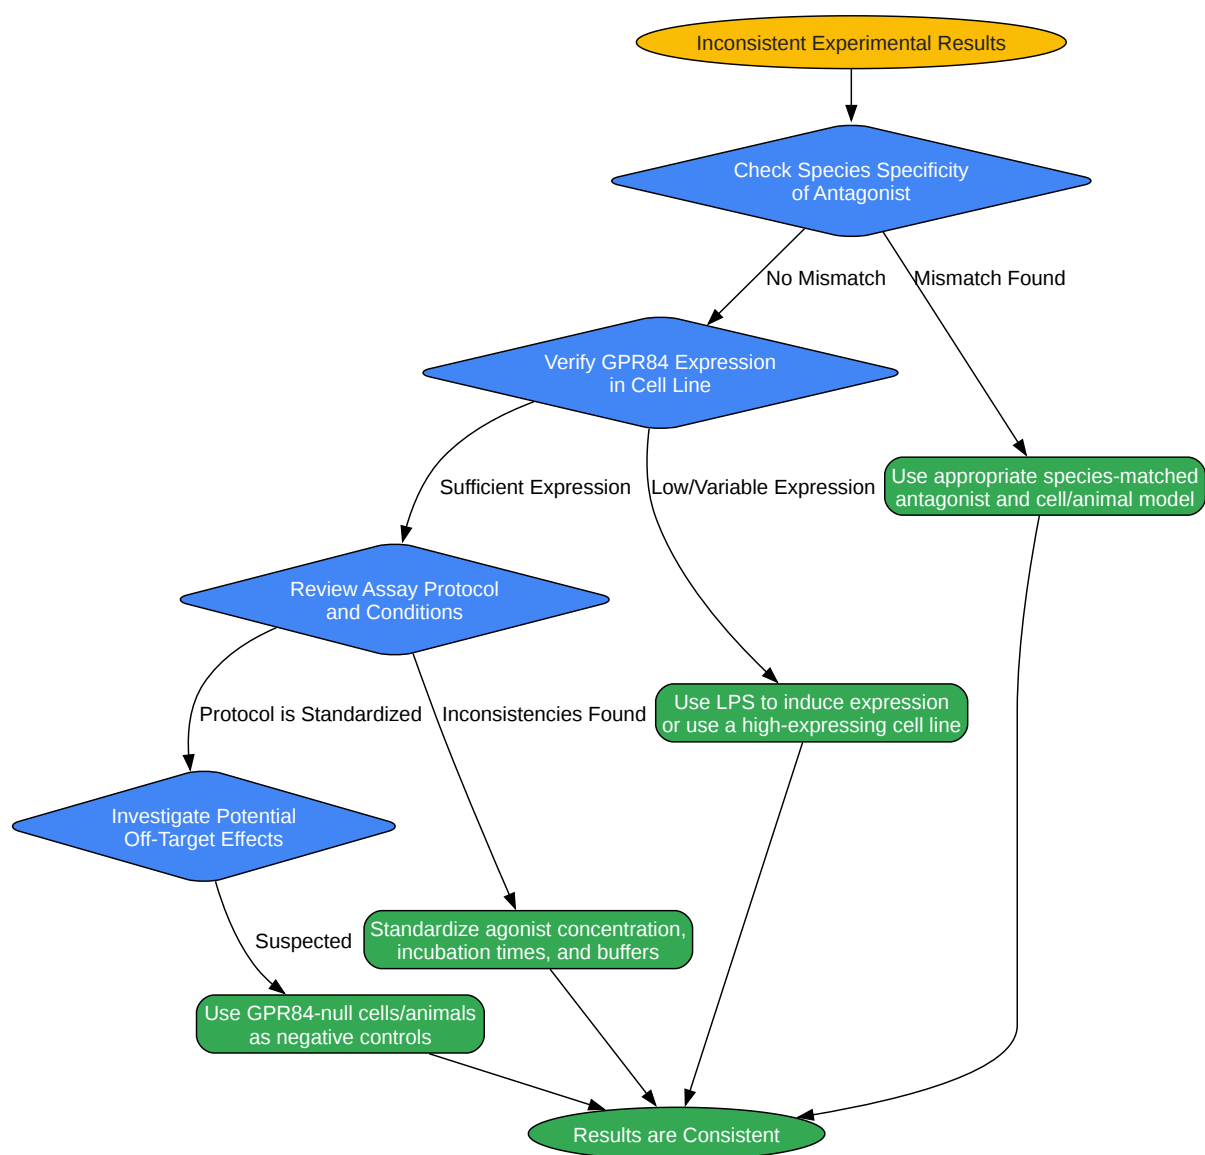 Inconsistent Experimental Results
Check Species Specificity
of Antagonist
No Mismatch
Mismatch Found
Verify GPR84 Expression
in Cell Line
Sufficient Expression
Low/Variable Expression
Use appropriate species-matched
antagonist and cell/animal model
Review Assay Protocol
and Conditions
Protocol is Standardized
Inconsistencies Found
Use LPS to induce expression
or use a high-expressing cell line
Investigate Potential
Off-Target Effects
Suspected
Standardize agonist concentration,
incubation times, and buffers
Use GPR84-null cells/animals
as negative controls
Results are Consistent